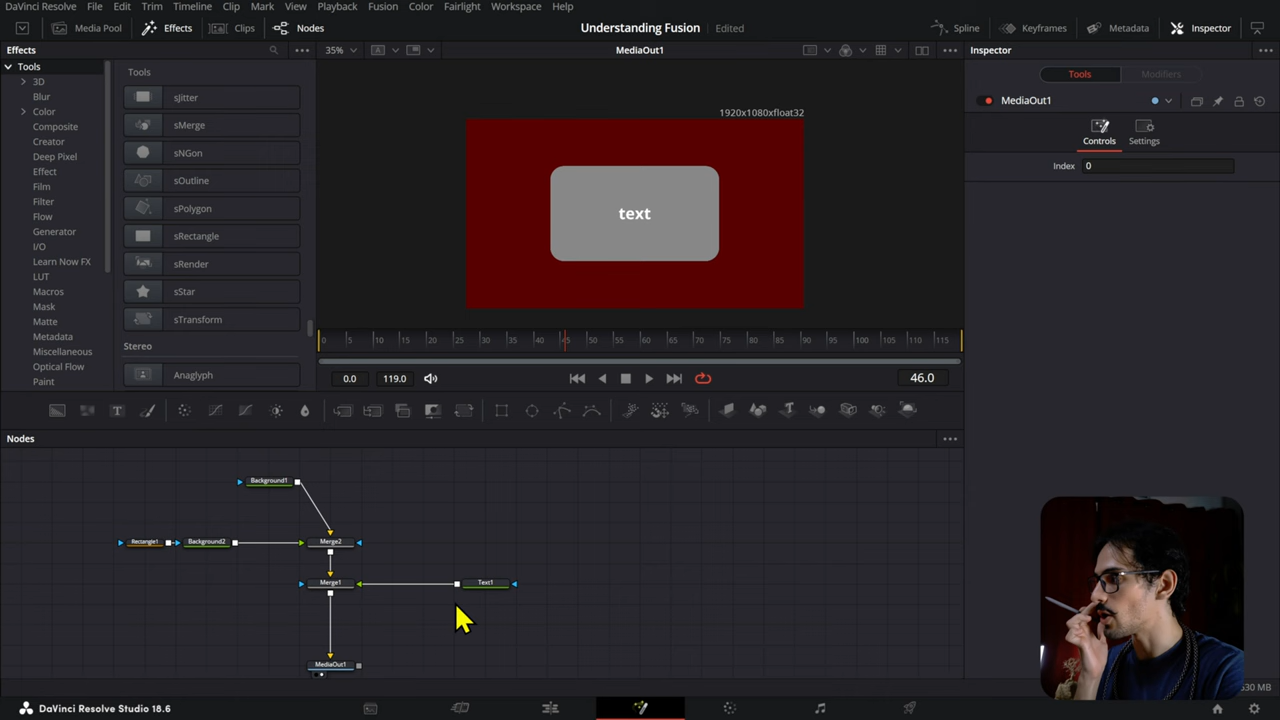 DaVinci Resolve File Edit Trim Timeline Clip Mark View Playback Fusion Color Fairlight Workspace Help
Media Pool Effects Clips Nodes Understanding Fusion Edited Spline Keyframes Metadata Inspector
Effects 35% MediaOut1 Inspector
Tools Tools Tools Modifiers
3D
Blur sJitter MediaOut1
Color 1920x1080xfloat32
Composite sMerge
Creator Controls Settings
Deep Pixel sNGon
Effect Index 0
Film sPolygon
Filter
Flow sRectangle text
Generator
I/O sRender
Learn Now FX
LUT sStar
Macros
Mask sTransform
Matte
Metadata 0 5 10 15 20 25 30 35 40 45 50 55 60 65 70 75 80 85 90 95 100 105 110 115
Miscellaneous Stereo
Optical Flow Anaglyph
Paint 0.0 119.0 46.0
Nodes
Background1
Rectangle1 Background2 Merge2
Merge1 Text1
MediaOut1
DaVinci Resolve Studio 18.6